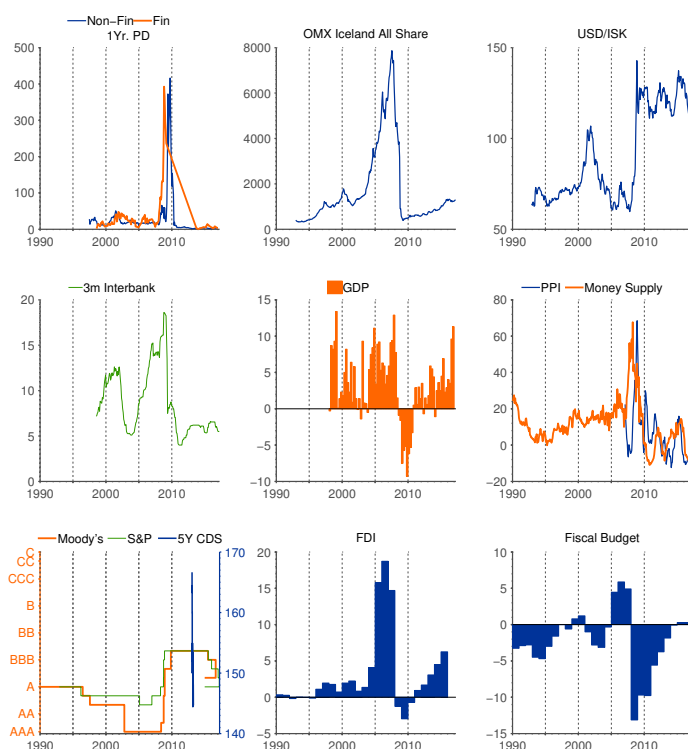 Non−Fin Fin
1Yr. PD
OMX Iceland All Share
USD/ISK
500
400
300
200
100
0
1990 2000 2010
8000
6000
4000
2000
0
1990 2000 2010
150
100
50
1990 2000 2010
3m Interbank
GDP
PPI Money Supply
20
15
10
5
0
1990 2000 2010
15
10
5
0
−5
−10
1990 2000 2010
80
60
40
20
0
−20
1990 2000 2010
Moody's S&P 5Y CDS
FDI
Fiscal Budget
C
CC
CCC
B
BB
BBB
A
AA
AAA
170
160
150
140
1990 2000 2010
20
15
10
5
0
−5
1990 2000 2010
10
5
0
−5
−10
−15
1990 2000 2010